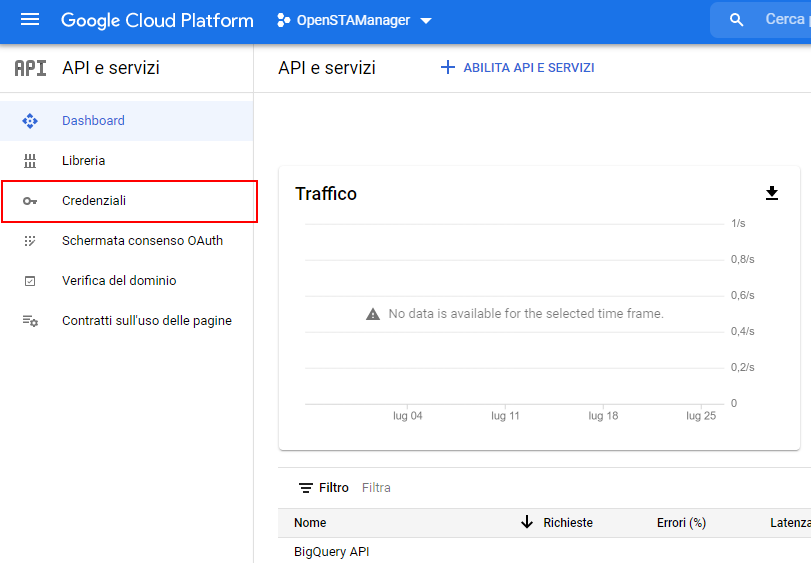 Google Cloud Platform
OpenSTAManager
Cerca
API API e servizi
API e servizi
ABILITA API E SERVIZI
Dashboard
Libreria
Credenziali
Schermata consenso OAuth
Verifica del dominio
Contratti sull'uso delle pagine
Traffico
1/s
0,8/s
0,6/s
No data is available for the selected time frame.
0,4/s
0,2/s
0
lug 04 lug 11 lug 18 lug 25
Filtro Filtra
Nome Richieste Errori (%) Latenza
BigQuery API